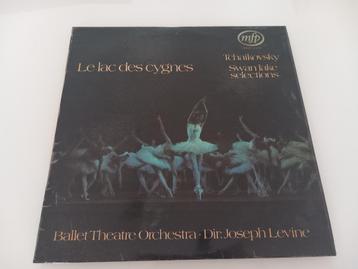 mfp
Le lac des cygnes
Tchaikovsky
Swan lake
selections
Ballet Theatre Orchestra · Dir. Joseph Levine